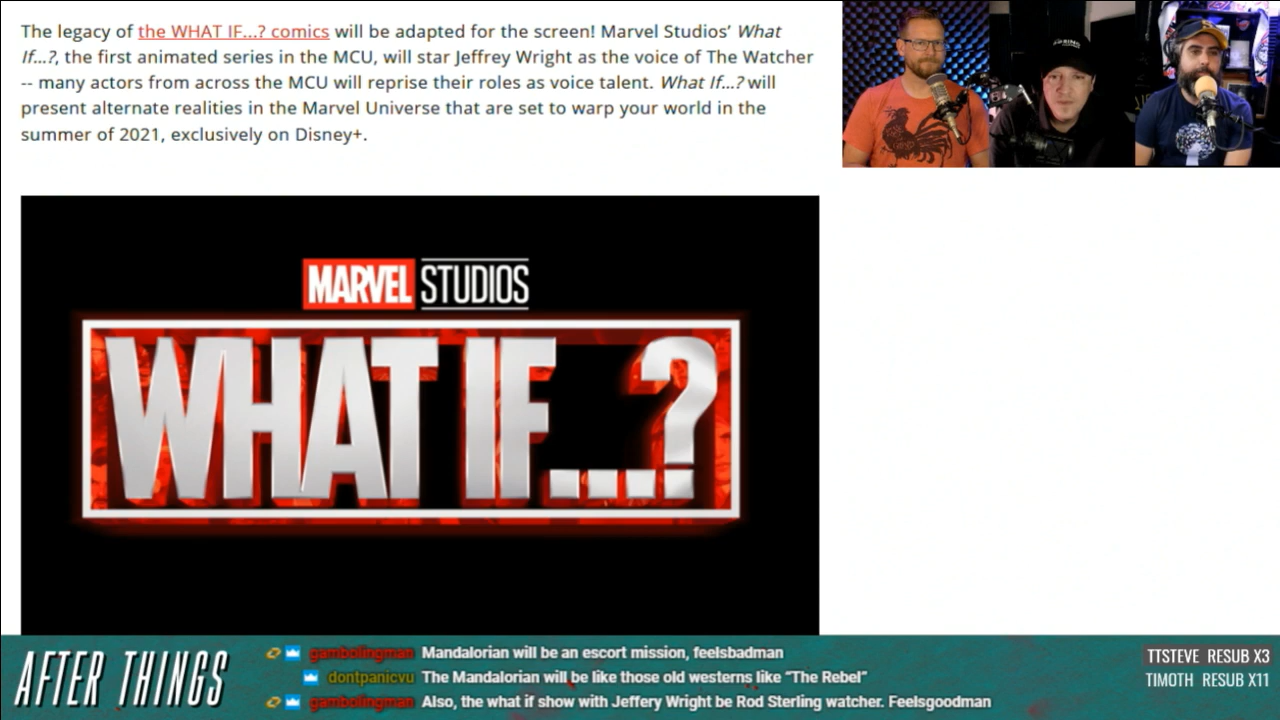 The legacy of the WHAT IF...? comics will be adapted for the screen! Marvel Studios' What
If...?, the first animated series in the MCU, will star Jeffrey Wright as the voice of The Watcher
-- many actors from across the MCU will reprise their roles as voice talent. What If...? will
present alternate realities in the Marvel Universe that are set to warp your world in the
summer of 2021, exclusively on Disney+.
MARVEL STUDIOS
WHAT IF...?
AFTER THINGS
gambolingman Mandalorian will be an escort mission, feelsbadman
dontpanicvu The Mandalorian will be like those old westerns like "The Rebel"
gambolingman Also, the what if show with Jeffery Wright be Rod Sterling watcher. Feelsgoodman
TTSTEVE RESUB X3
TIMOTH RESUB X11